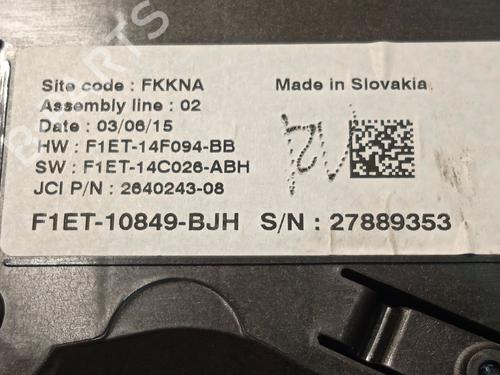 Site code : FKKNA
Made in Slovakia
Assembly line : 02
Date : 03/06/15
HW : F1ET-14F094-BB
SW : F1ET-14C026-ABH
JCI P/N : 2640243-08
F1ET-10849-BJH S/N : 27889353